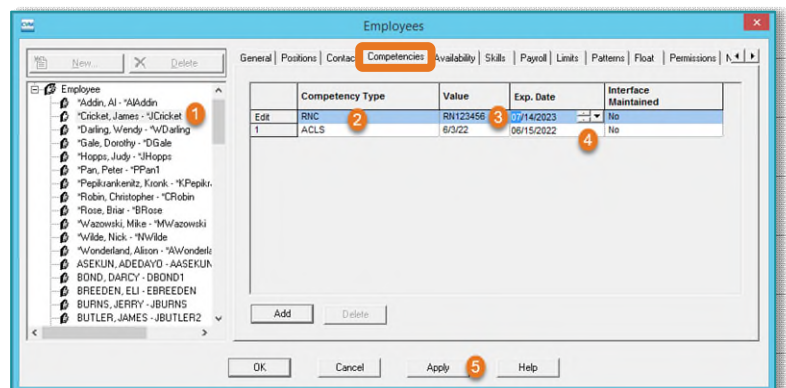 Employees
New... Delete
General Positions Contac Competencies Availability Skills Payroll Limits Patterns Float Permissions
Employee
*Addin, Al - *AlAddin
*Cricket, James - *JCricket 1
*Darling, Wendy - *WDarling
*Gale, Dorothy - *DGale
*Hopps, Judy - *JHopps
*Pan, Peter - *PPan1
*Pepikrankenitz, Kronk - *KPepikr
*Robin, Christopher - *CRobin
*Rose, Briar - *BRose
*Wazowski, Mike - *MWazowski
*Wilde, Nick - *NWilde
*Wonderland, Alison - *AWonderla
ASEKUN, ADEDAYO - AASEKUN
BOND, DARCY - DBOND1
BREEDEN, ELI - EBREEDEN
BURNS, JERRY - JBURNS
BUTLER, JAMES - JBUTLER2
Competency Type Value Exp. Date Interface Maintained
Edit RNC 2 RN123456 3 07/14/2023 No
1 ACLS 6/3/22 06/15/2022 4 No
Add Delete
OK Cancel Apply 5 Help